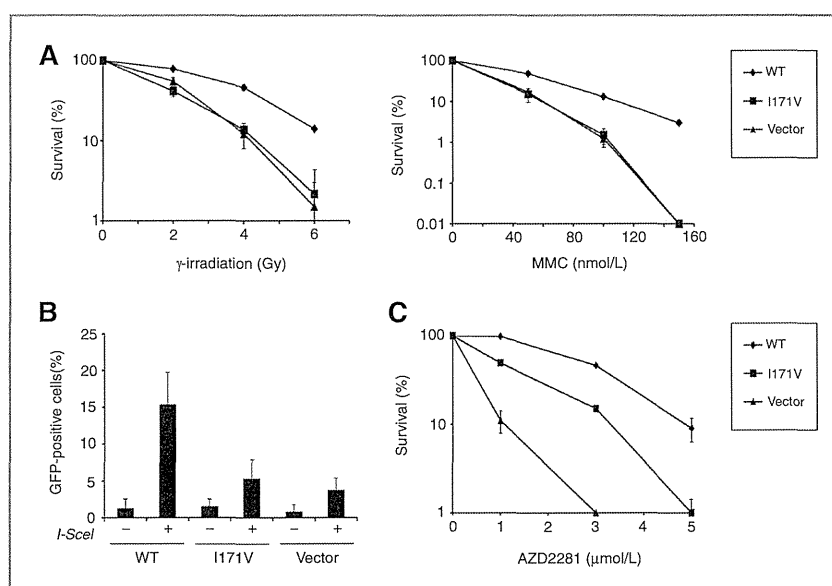 A
Survival (%)
100
10
1
0
2
4
6
γ-irradiation (Gy)
Survival (%)
100
10
1
0.1
0.01
0
40
80
120
160
MMC (nmol/L)
WT
I171V
Vector
B
GFP-positive cells(%)
25
20
15
10
5
0
I-SceI
− + − + − +
WT I171V Vector
C
Survival (%)
100
10
1
0
1
2
3
4
5
AZD2281 (μmol/L)
WT
I171V
Vector